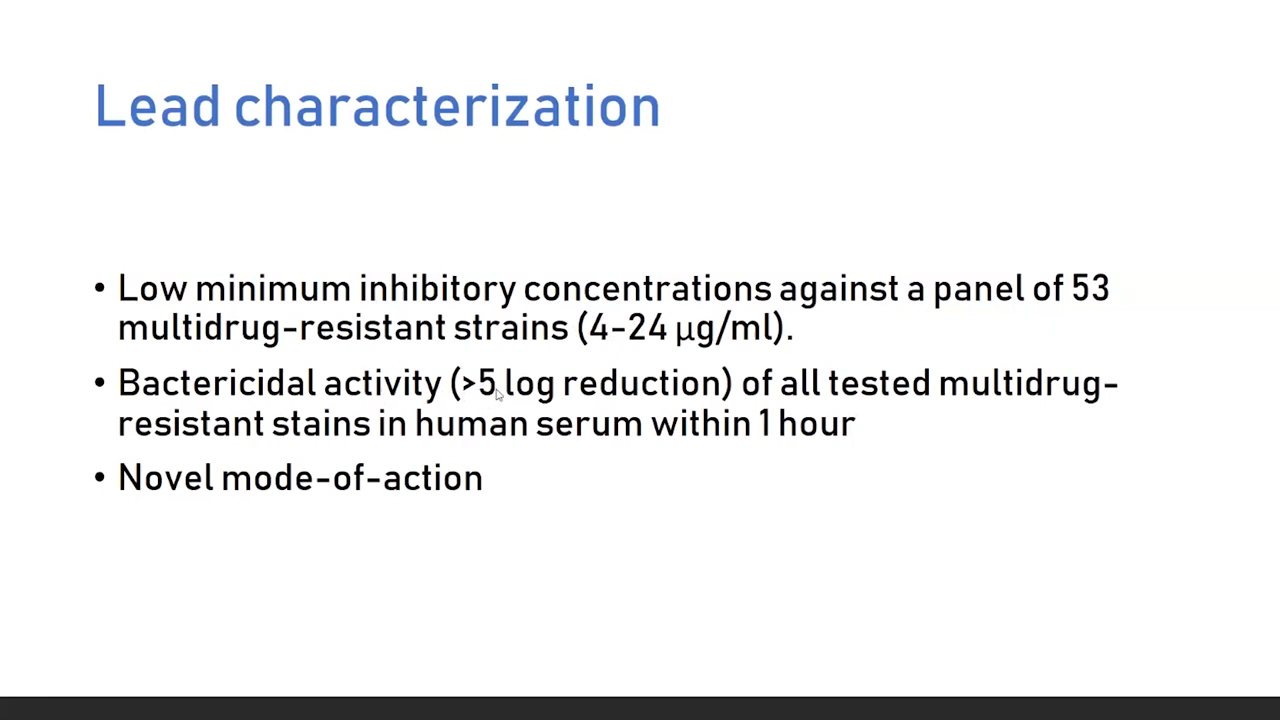 Lead characterization
• Low minimum inhibitory concentrations against a panel of 53
multidrug-resistant strains (4-24 µg/ml).
• Bactericidal activity (>5 log reduction) of all tested multidrug-
resistant stains in human serum within 1 hour
• Novel mode-of-action